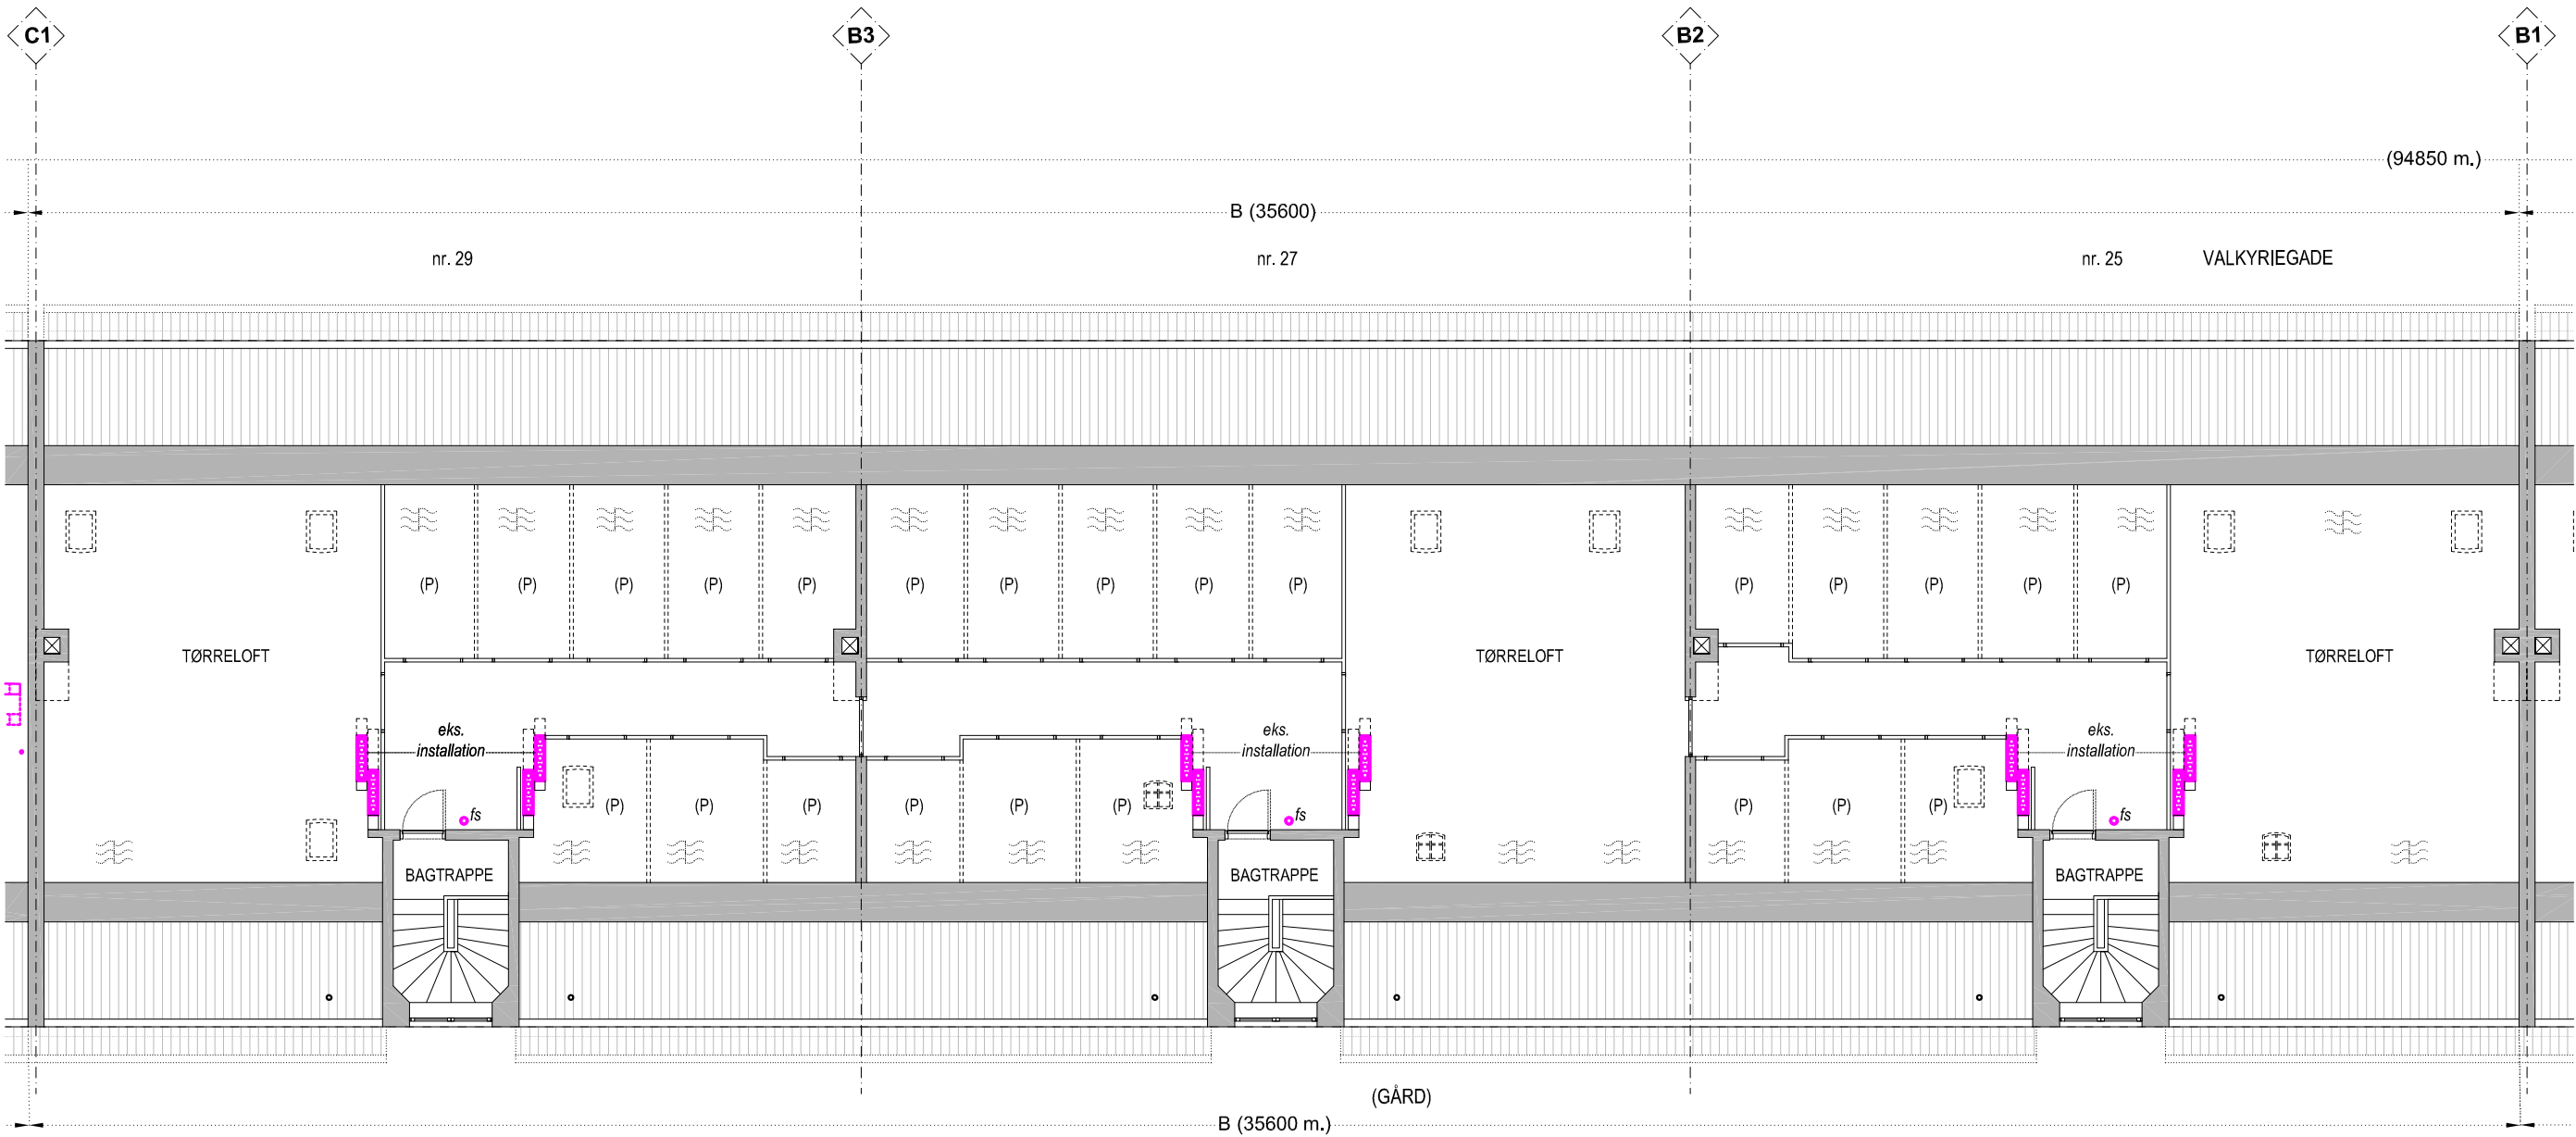 C1 B3 B2 B1
(94850 m.)
B (35600)
nr. 29 nr. 27 nr. 25 VALKYRIEGADE
(P) (P) (P) (P) (P) (P) (P) (P) (P) (P) (P) (P) (P) (P) (P)
TØRRELOFT TØRRELOFT TØRRELOFT
eks. eks. eks.
installation installation installation
(P) (P) (P) (P) (P) (P) (P) (P) (P)
fs fs fs
BAGTRAPPE BAGTRAPPE BAGTRAPPE
(GÅRD)
B (35600 m.)